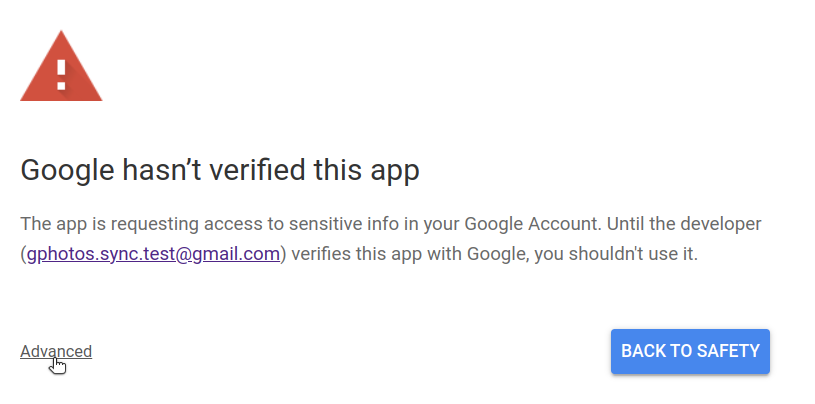 Google hasn’t verified this app
The app is requesting access to sensitive info in your Google Account. Until the developer
(gphotos.sync.test@gmail.com) verifies this app with Google, you shouldn't use it.
Advanced
BACK TO SAFETY